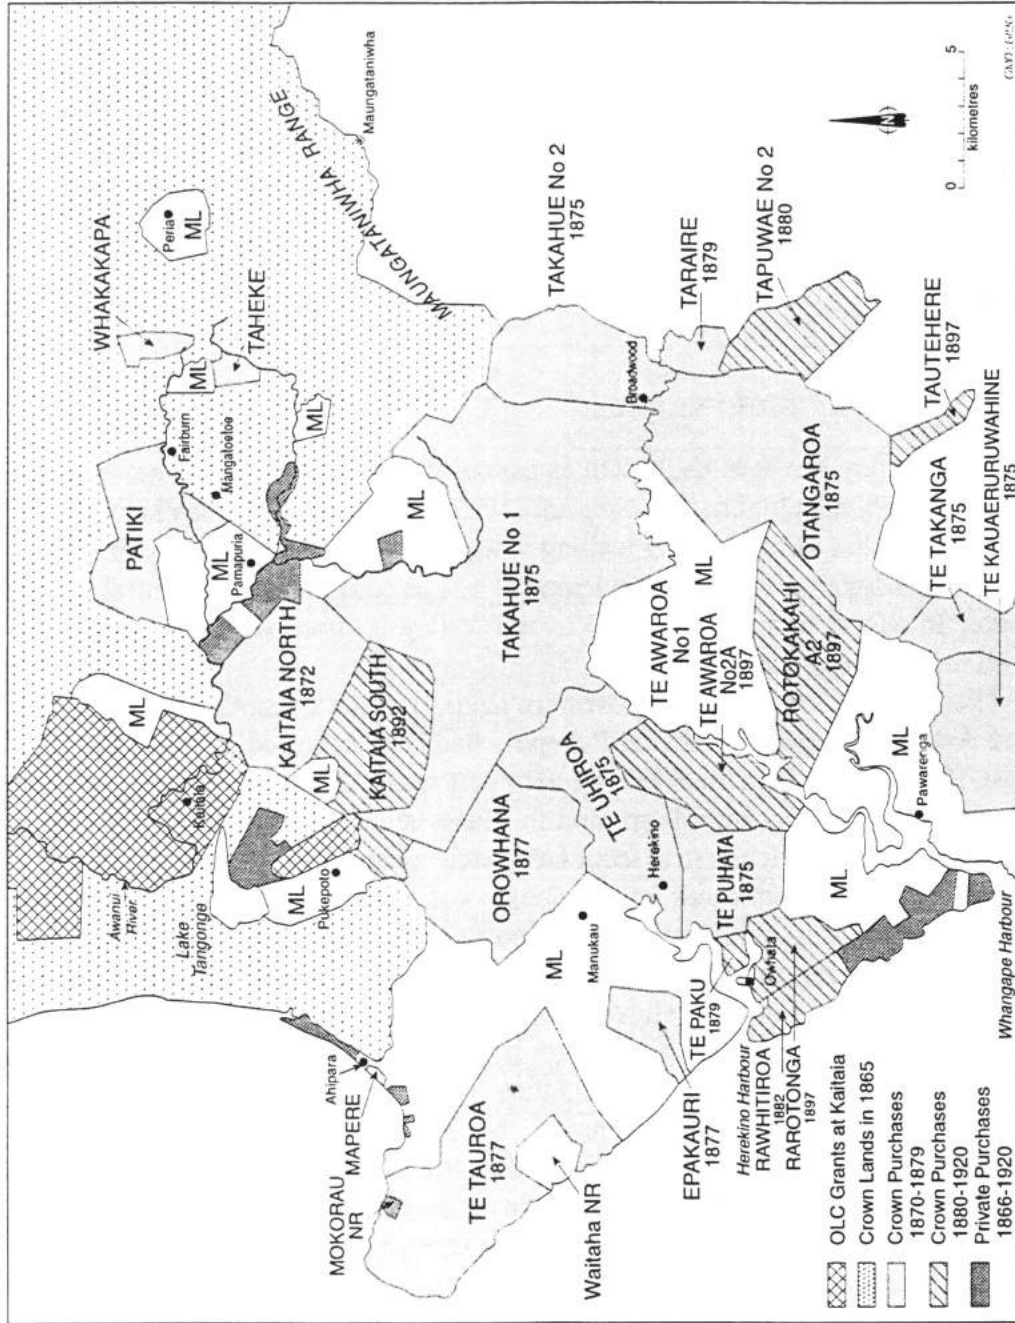 WHAKAKAPA
Peria
ML
PATIKI
Fairburn
ML
TAHEKE
Mangatoetoe
ML
ML
Pamapuria
MAUNGATANIWHA RANGE
Maungataniwha
ML
Kaitaia
Awanui
River
Lake
Tangonge
KAITAIA NORTH
1872
ML
KAITAIA SOUTH
1892
ML
Pukepoto
ML
TAKAHUE No 1
1875
TAKAHUE No 2
1875
Ahipara
MAPERE
MOKORAU
NR
OROWHANA
1877
TE UHIROA
1875
TE AWAROA
No1
ML
Broadwood
TARAIRE
1879
TAPUWAE No 2
1880
TE TAUROA
1877
ML
Manukau
Herekino
TE AWAROA
No2A
1897
ROTOKAKAHI
A2
1897
OTANGAROA
1875
TAUTEHERE
1897
Waitaha NR
EPAKAURI
1877
TE PAKU
1879
TE PUHATA
1875
Owhata
ML
ML
TE TAKANGA
1875
TE KAUAERURUWAHINE
1875
Pawarenga
Herekino Harbour
RAWHITIROA
1882
RAROTONGA
1897
Whangape Harbour
OLC Grants at Kaitaia
Crown Lands in 1865
Crown Purchases
1870-1879
Crown Purchases
1880-1920
Private Purchases
1866-1920
N
0
5
kilometres